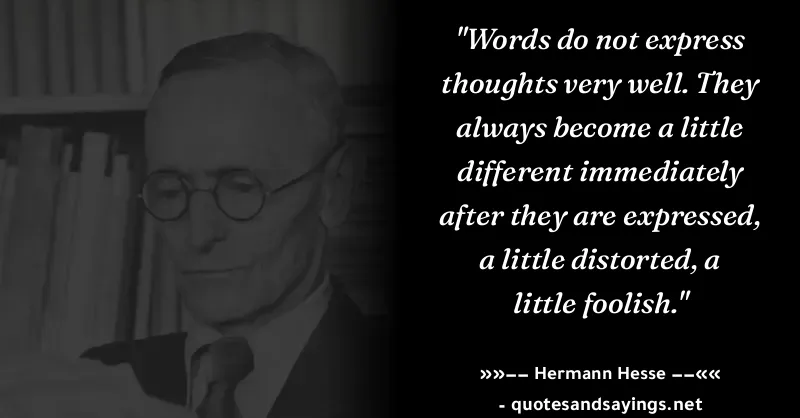 "Words do not express
thoughts very well. They
always become a little
different immediately
after they are expressed,
a little distorted, a
little foolish."
»»–– Hermann Hesse ––««
- quotesandsayings.net